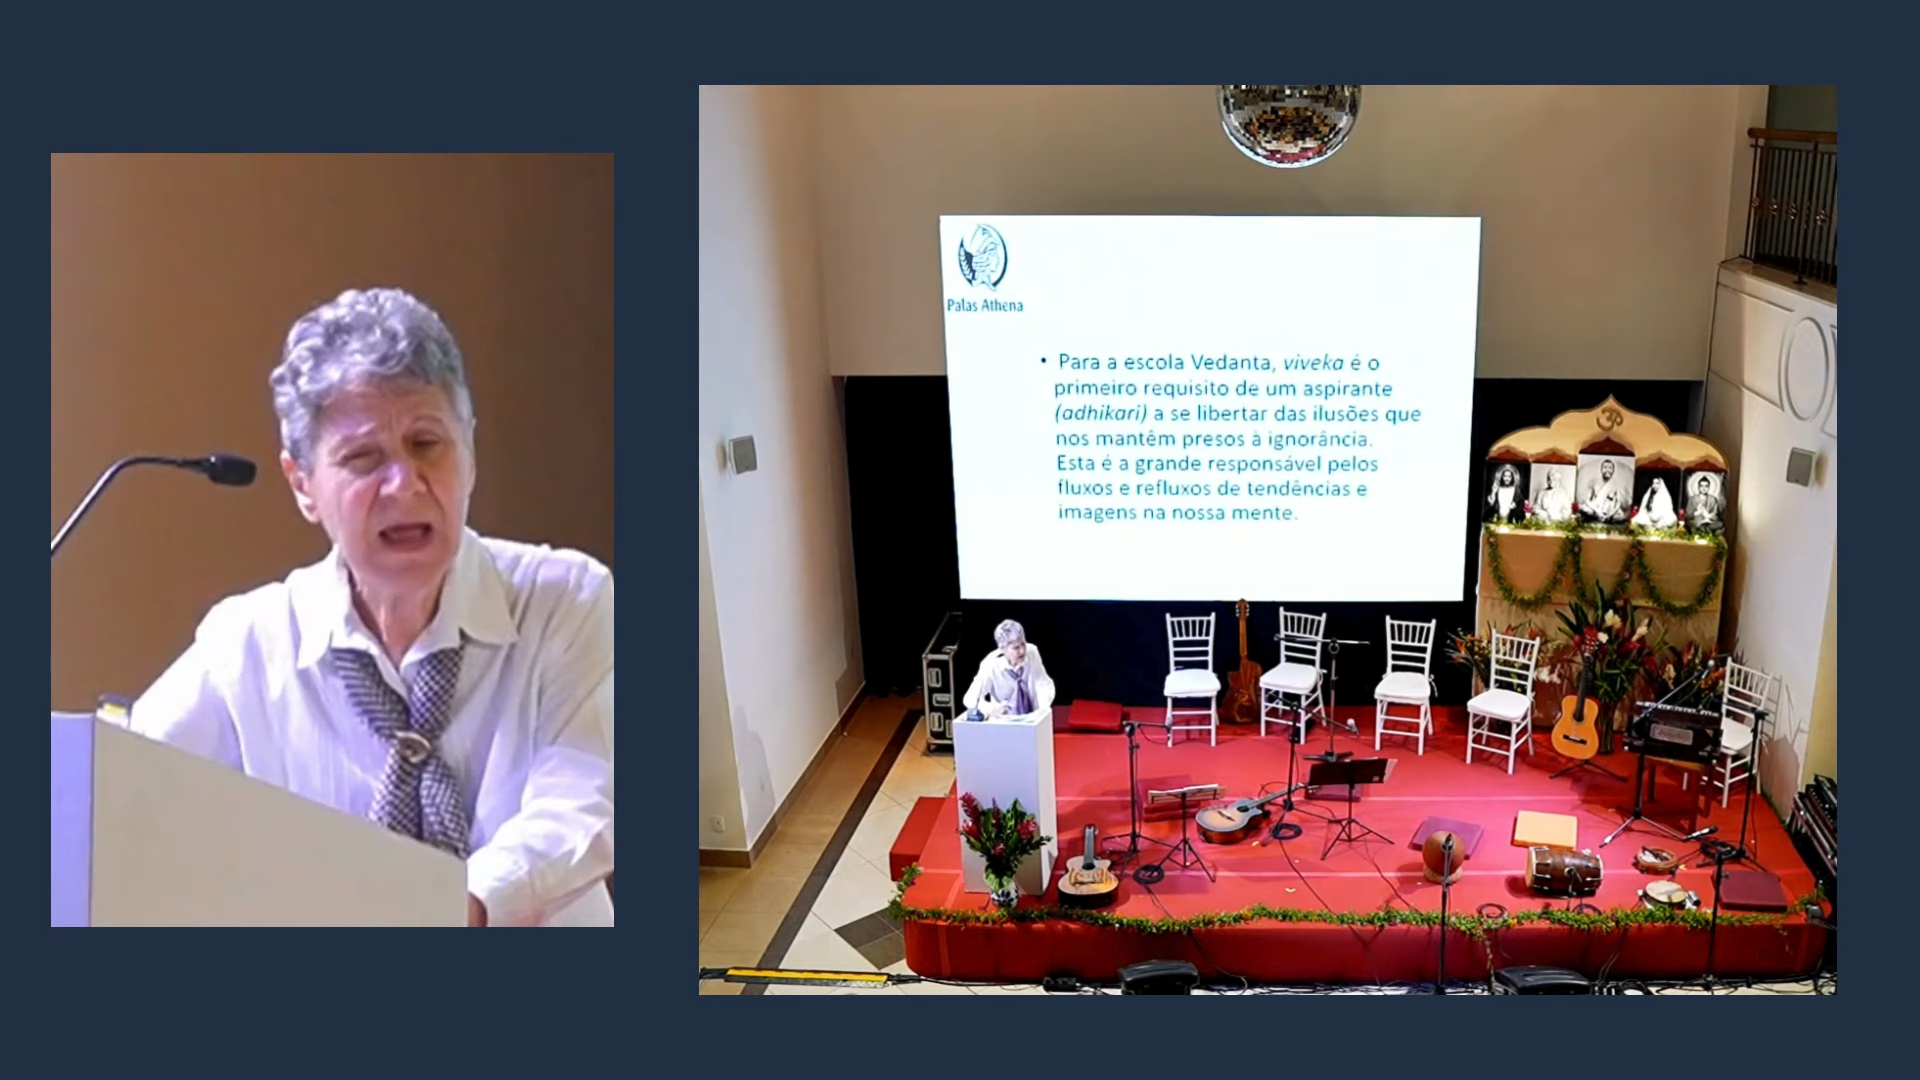 Palas Athena
• Para a escola Vedanta, viveka é o
primeiro requisito de um aspirante
(adhikari) a se libertar das ilusões que
nos mantêm presos à ignorância.
Esta é a grande responsável pelos
fluxos e refluxos de tendências e
imagens na nossa mente.
ॐ